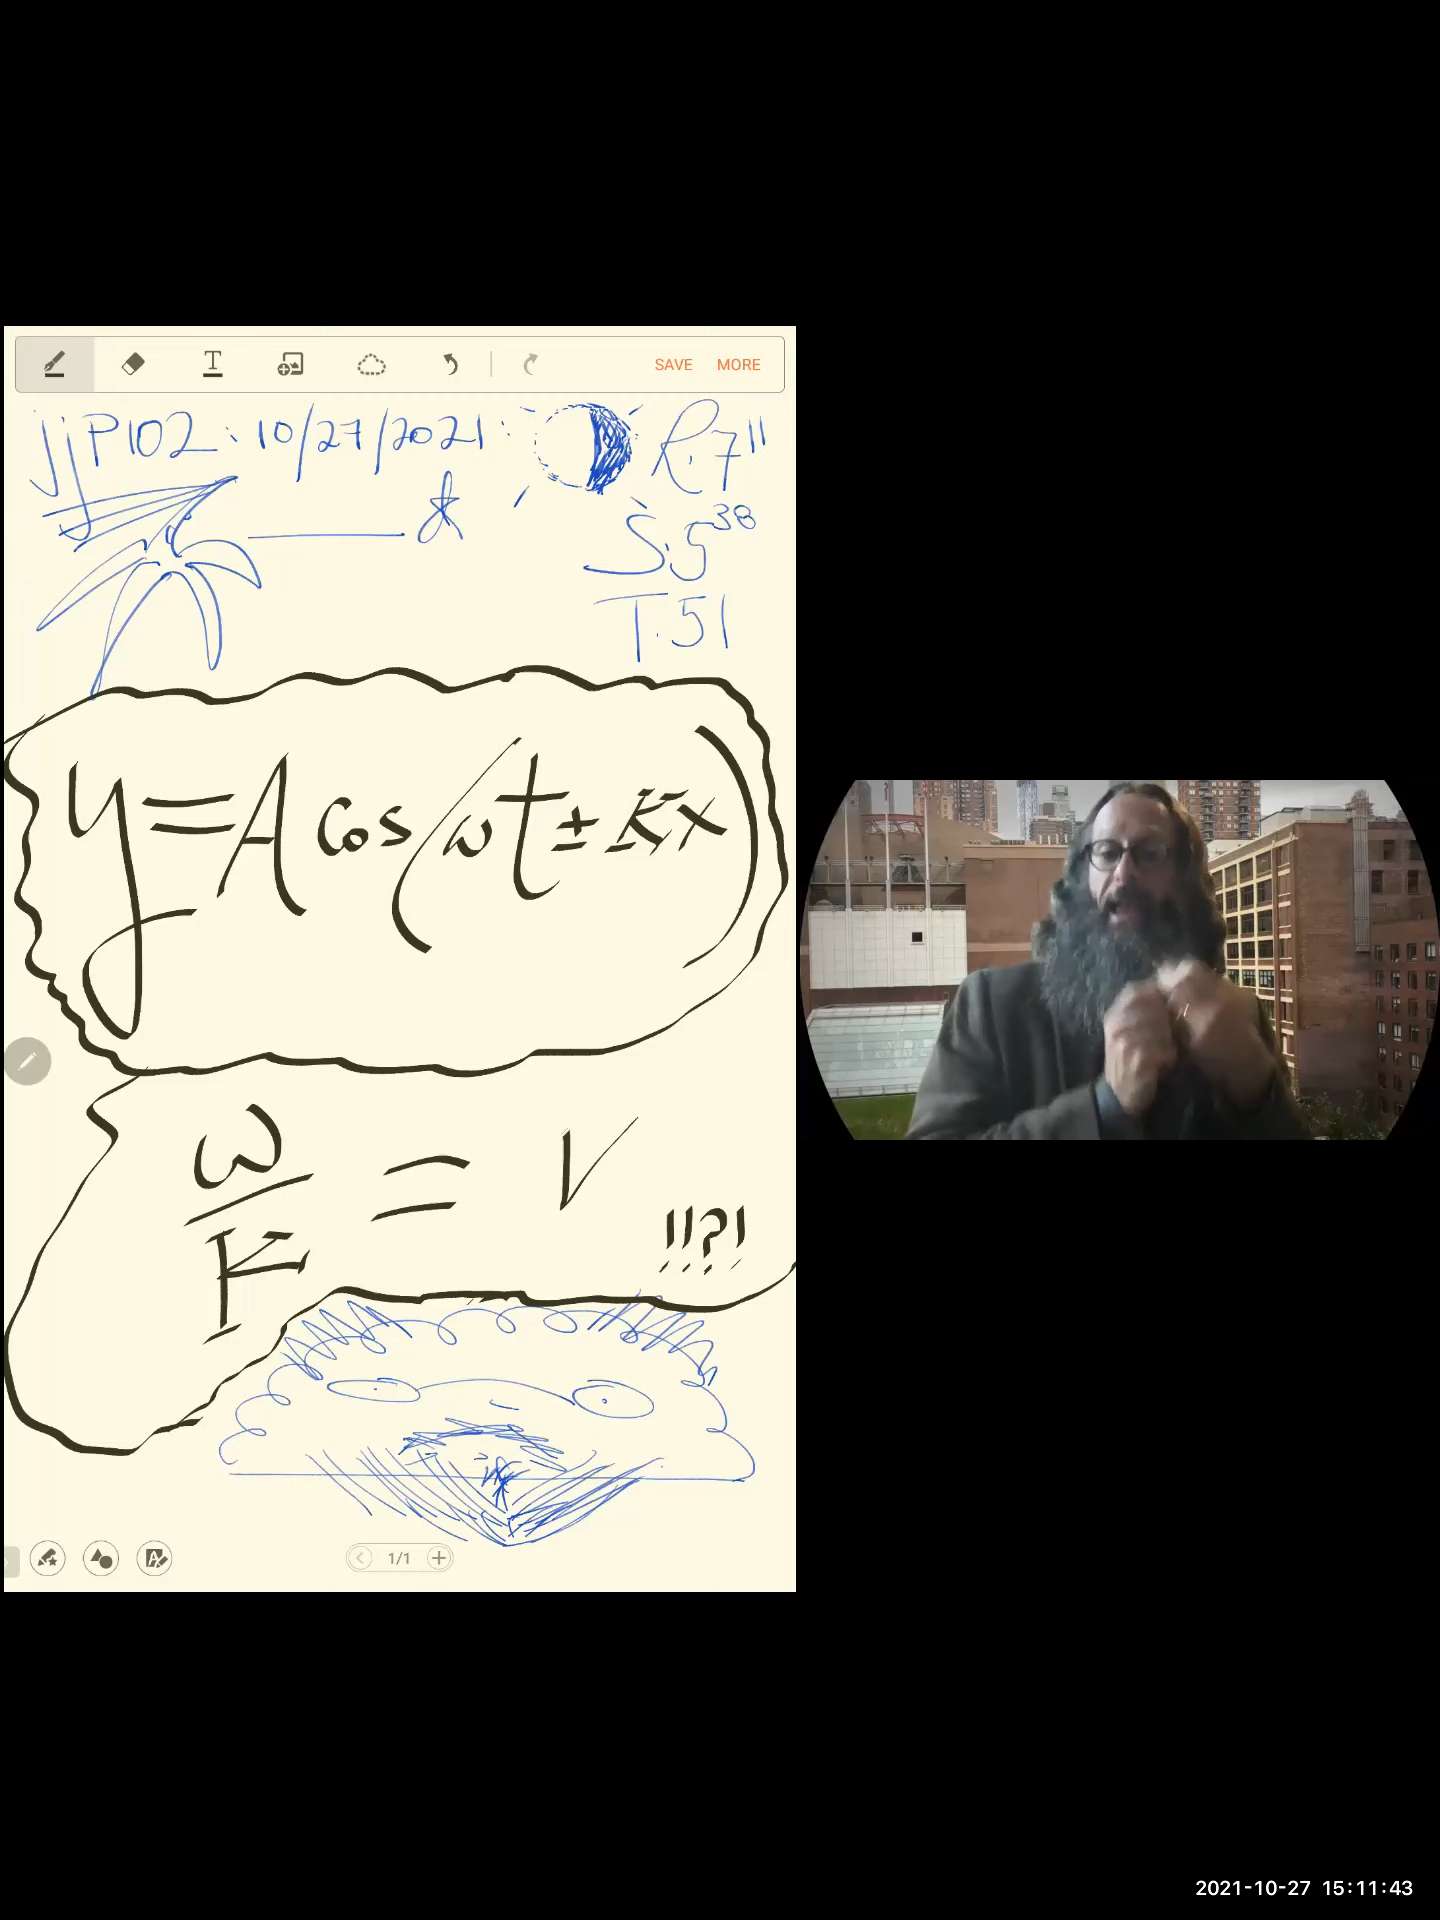 SAVE MORE
jjP102: 10/27/2021: R.7¹¹
S.5³⁸
T.51
y=A cos(ωt±kx)
ω/k = v
!!?!
1/1
2021-10-27 15:11:43